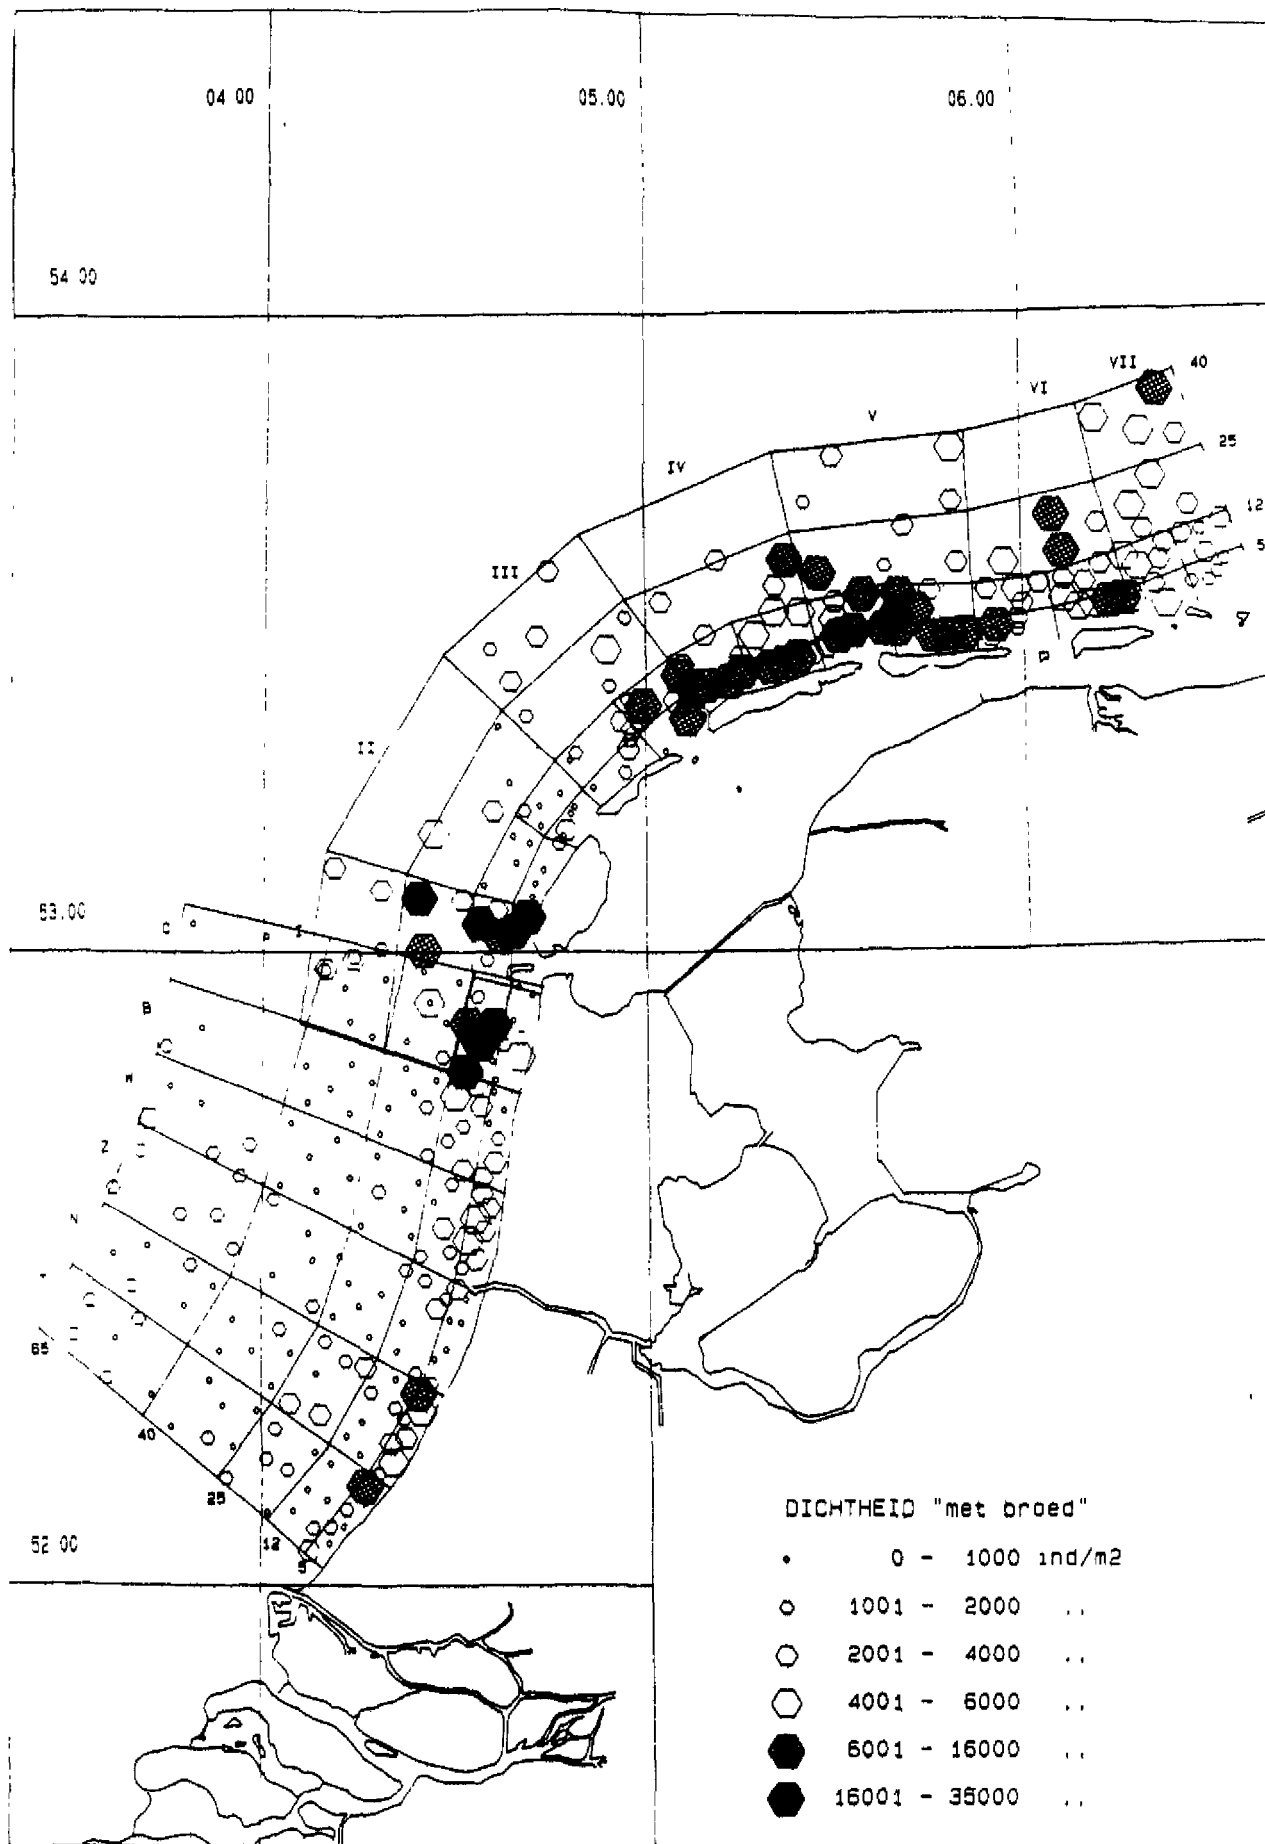 04 00
05.00
06.00
54 00
VII
40
VI
V
25
IV
12
5
III
II
53.00
I
B
W
Z
N
65
40
25
12
5
52 00
DICHTHEID "met broed"
0 - 1000 ind/m2
1001 - 2000 ,,
2001 - 4000 ,,
4001 - 6000 ,,
6001 - 16000 ,,
16001 - 35000 ,,